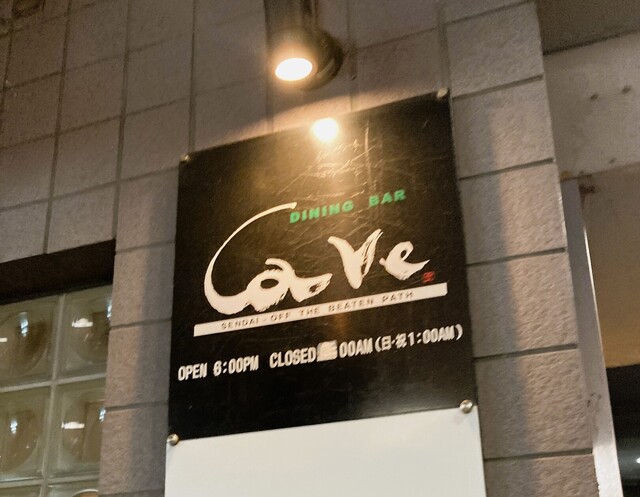 DINING BAR
Cave
SENDAI-OFF THE BEATEN PATH
OPEN 6:00PM CLOSED 00AM(日・祝1:00AM)